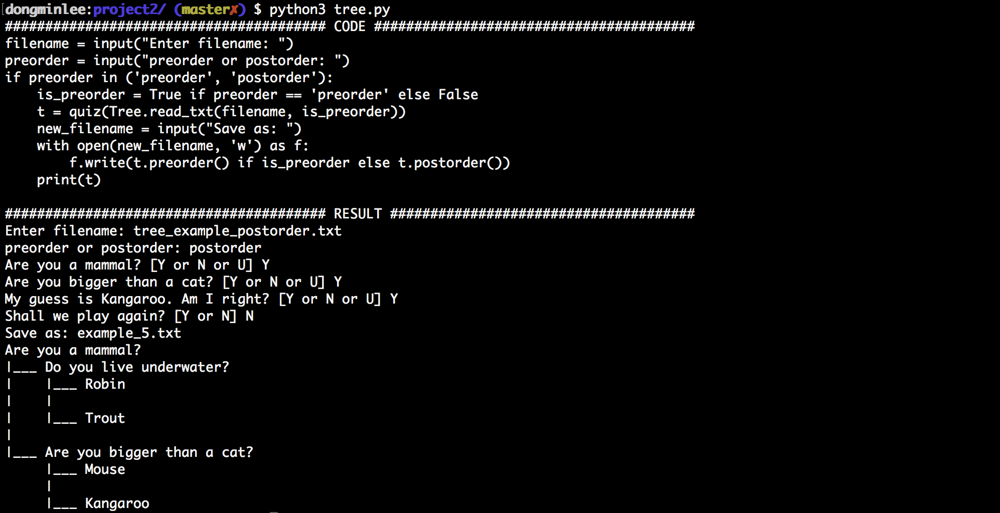 dongminlee:project2/ (master✗) $ python3 tree.py
######################################## CODE ########################################
filename = input("Enter filename: ")
preorder = input("preorder or postorder: ")
if preorder in ('preorder', 'postorder'):
    is_preorder = True if preorder == 'preorder' else False
    t = quiz(Tree.read_txt(filename, is_preorder))
    new_filename = input("Save as: ")
    with open(new_filename, 'w') as f:
        f.write(t.preorder() if is_preorder else t.postorder())
    print(t)
######################################## RESULT ######################################
Enter filename: tree_example_postorder.txt
preorder or postorder: postorder
Are you a mammal? [Y or N or U] Y
Are you bigger than a cat? [Y or N or U] Y
My guess is Kangaroo. Am I right? [Y or N or U] Y
Shall we play again? [Y or N] N
Save as: example_5.txt
Are you a mammal?
|___ Do you live underwater?
|    |___ Robin
|    |
|    |___ Trout
|
|___ Are you bigger than a cat?
     |___ Mouse
     |
     |___ Kangaroo